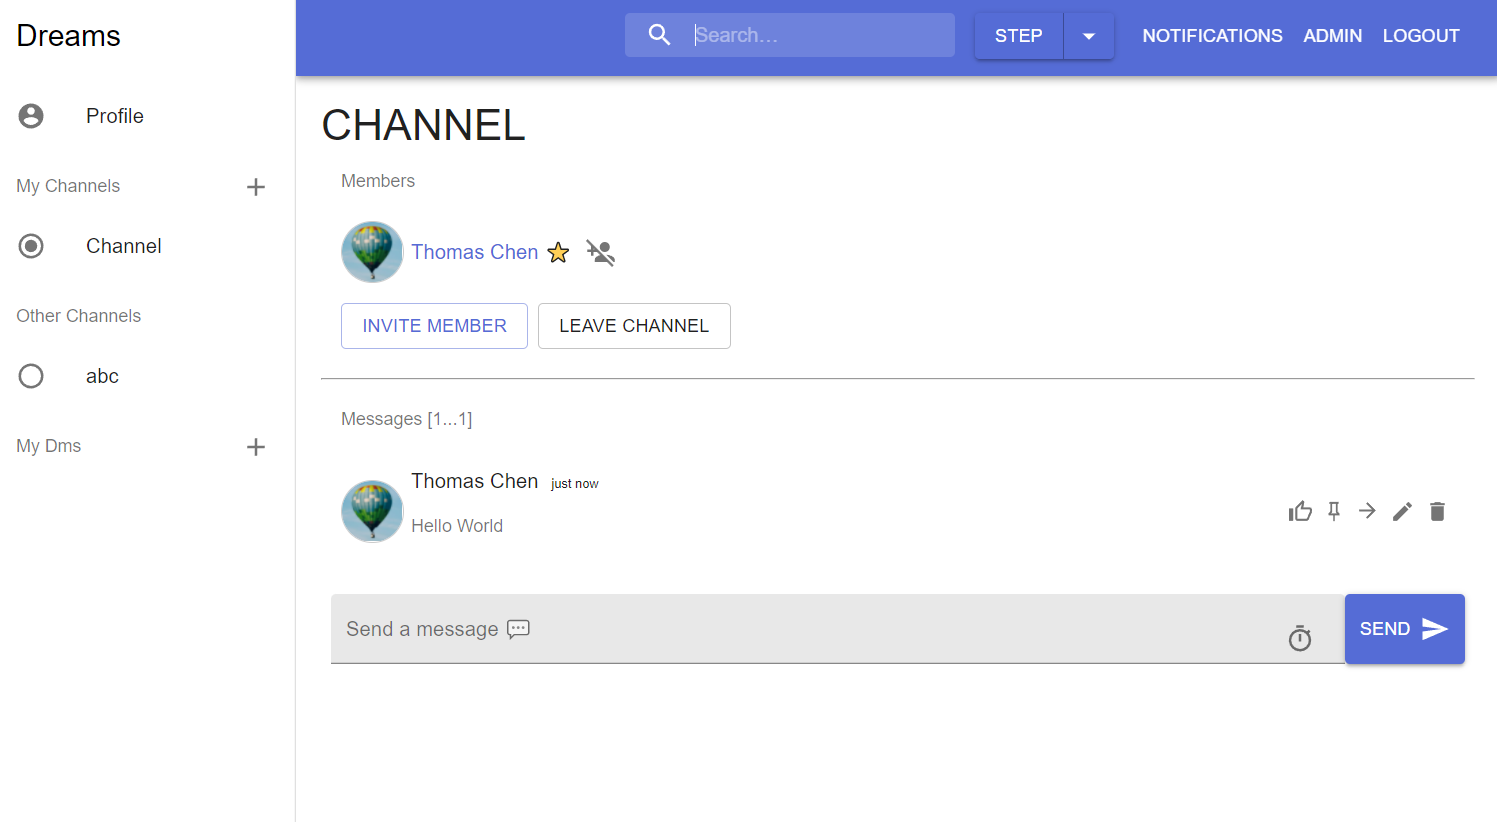 Dreams
Profile
My Channels
Channel
Other Channels
abc
My Dms
Search...
STEP
NOTIFICATIONS
ADMIN
LOGOUT
CHANNEL
Members
Thomas Chen
INVITE MEMBER
LEAVE CHANNEL
Messages [1...1]
Thomas Chen just now
Hello World
Send a message
SEND